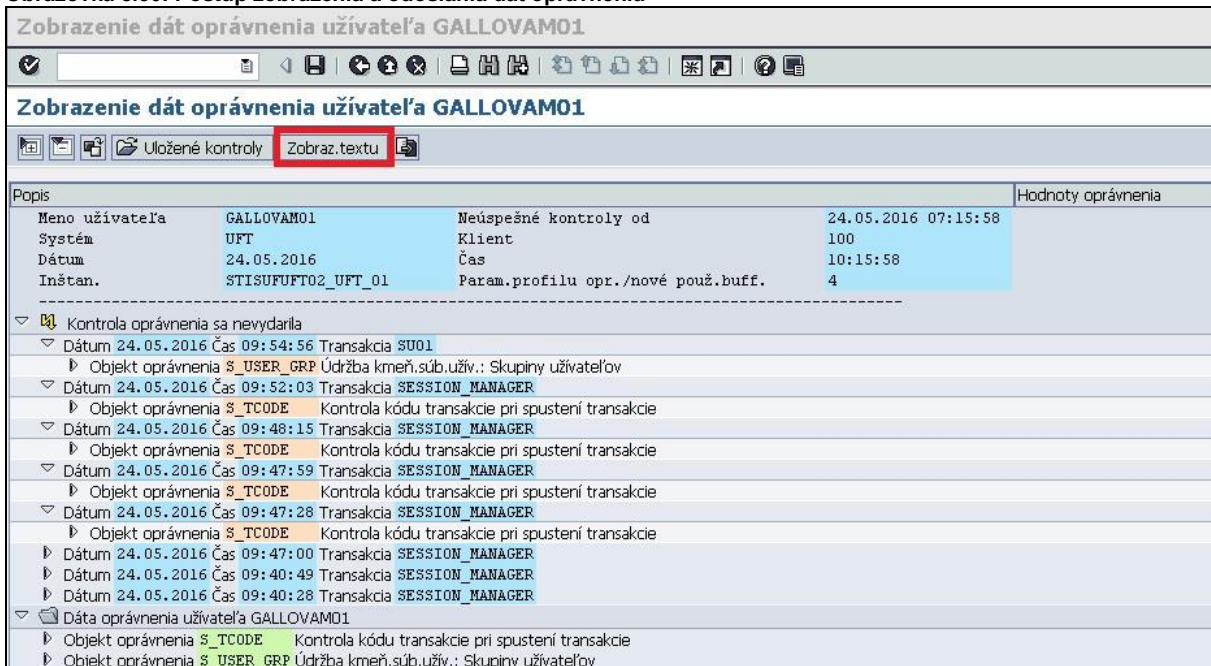 Zobrazenie dát oprávnenia užívateľa GALLOVAM01
Zobrazenie dát oprávnenia užívateľa GALLOVAM01
Uložené kontroly Zobraz.textu
Popis Hodnoty oprávnenia
Meno užívateľa GALLOVAM01 Neúspešné kontroly od 24.05.2016 07:15:58
Systém UFT Klient 100
Dátum 24.05.2016 Čas 10:15:58
Inštan. STISUFUFT02_UFT_01 Param.profilu opr./nové použ.buff. 4
Kontrola oprávnenia sa nevydarila
Dátum 24.05.2016 Čas 09:54:56 Transakcia SU01
Objekt oprávnenia S_USER_GRP Údržba kmeň.súb.užív.: Skupiny užívateľov
Dátum 24.05.2016 Čas 09:52:03 Transakcia SESSION_MANAGER
Objekt oprávnenia S_TCODE Kontrola kódu transakcie pri spustení transakcie
Dátum 24.05.2016 Čas 09:48:15 Transakcia SESSION_MANAGER
Objekt oprávnenia S_TCODE Kontrola kódu transakcie pri spustení transakcie
Dátum 24.05.2016 Čas 09:47:59 Transakcia SESSION_MANAGER
Objekt oprávnenia S_TCODE Kontrola kódu transakcie pri spustení transakcie
Dátum 24.05.2016 Čas 09:47:28 Transakcia SESSION_MANAGER
Objekt oprávnenia S_TCODE Kontrola kódu transakcie pri spustení transakcie
Dátum 24.05.2016 Čas 09:47:00 Transakcia SESSION_MANAGER
Dátum 24.05.2016 Čas 09:40:49 Transakcia SESSION_MANAGER
Dátum 24.05.2016 Čas 09:40:28 Transakcia SESSION_MANAGER
Dáta oprávnenia užívateľa GALLOVAM01
Objekt oprávnenia S_TCODE Kontrola kódu transakcie pri spustení transakcie
Objekt oprávnenia S_USER_GRP Údržba kmeň.súb.užív.: Skupiny užívateľov